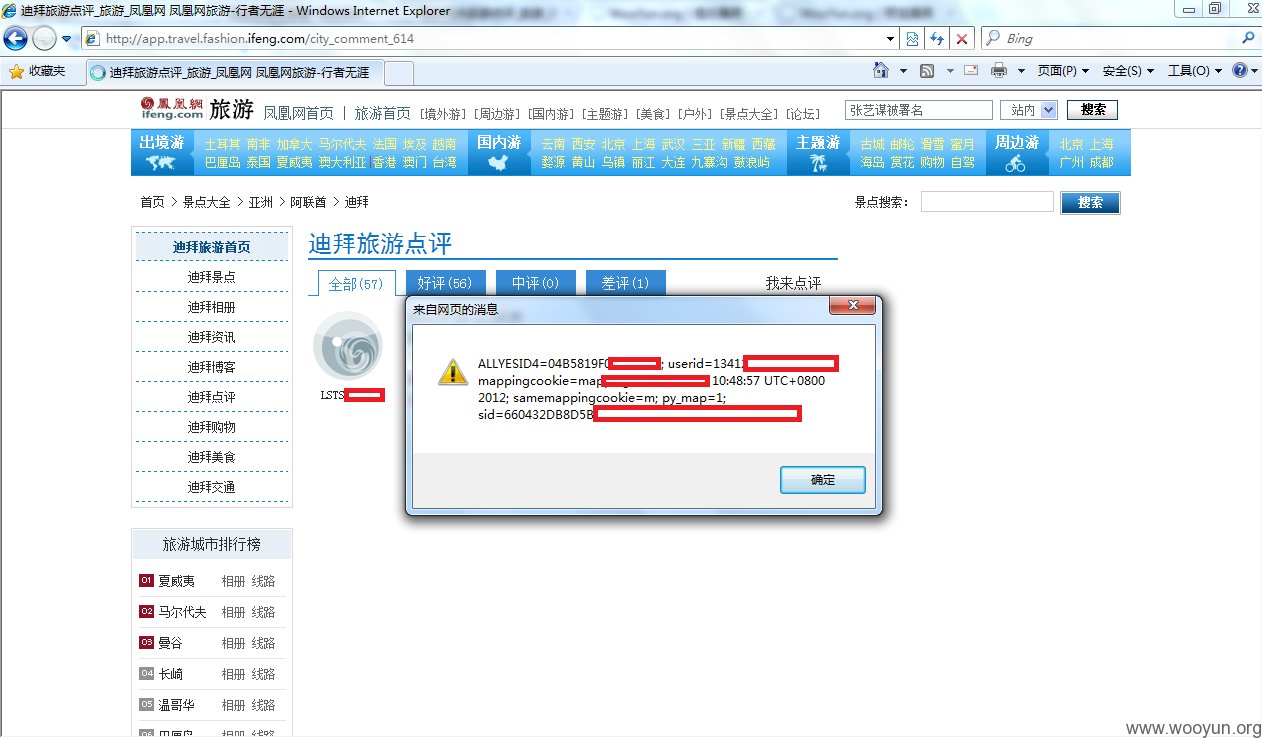 迪拜旅游点评_旅游_凤凰网 凤凰网旅游-行者无涯 - Windows Internet Explorer
http://app.travel.fashion.ifeng.com/city_comment_614
Bing
收藏夹
迪拜旅游点评_旅游_凤凰网 凤凰网旅游-行者无涯
页面(P)
安全(S)
工具(O)
鳳凰網 ifeng.com 旅游 凤凰网首页 | 旅游首页 [境外游] [周边游] [国内游] [主题游] [美食] [户外] [景点大全] [论坛]
张艺谋被署名 站内 搜索
出境游 土耳其 南非 加拿大 马尔代夫 法国 埃及 越南
巴厘岛 泰国 夏威夷 澳大利亚 香港 澳门 台湾
国内游 云南 西安 北京 上海 武汉 三亚 新疆 西藏
婺源 黄山 乌镇 丽江 大连 九寨沟 鼓浪屿
主题游 古城 邮轮 滑雪 蜜月
海岛 赏花 购物 自驾
周边游 北京 上海
广州 成都
首页 > 景点大全 > 亚洲 > 阿联酋 > 迪拜
景点搜索： 搜索
迪拜旅游首页
迪拜景点
迪拜相册
迪拜资讯
迪拜博客
迪拜点评
迪拜购物
迪拜美食
迪拜交通
迪拜旅游点评
全部(57) 好评(56) 中评(0) 差评(1) 我来点评
LSTS
来自网页的消息
ALLYESID4=04B5819F0 ; userid=1341
mappingcookie=map 10:48:57 UTC+0800
2012; samemappingcookie=m; py_map=1;
sid=660432DB8D5B
确定
旅游城市排行榜
01 夏威夷 相册 线路
02 马尔代夫 相册 线路
03 曼谷 相册 线路
04 长崎 相册 线路
05 温哥华 相册 线路
www.wooyun.org